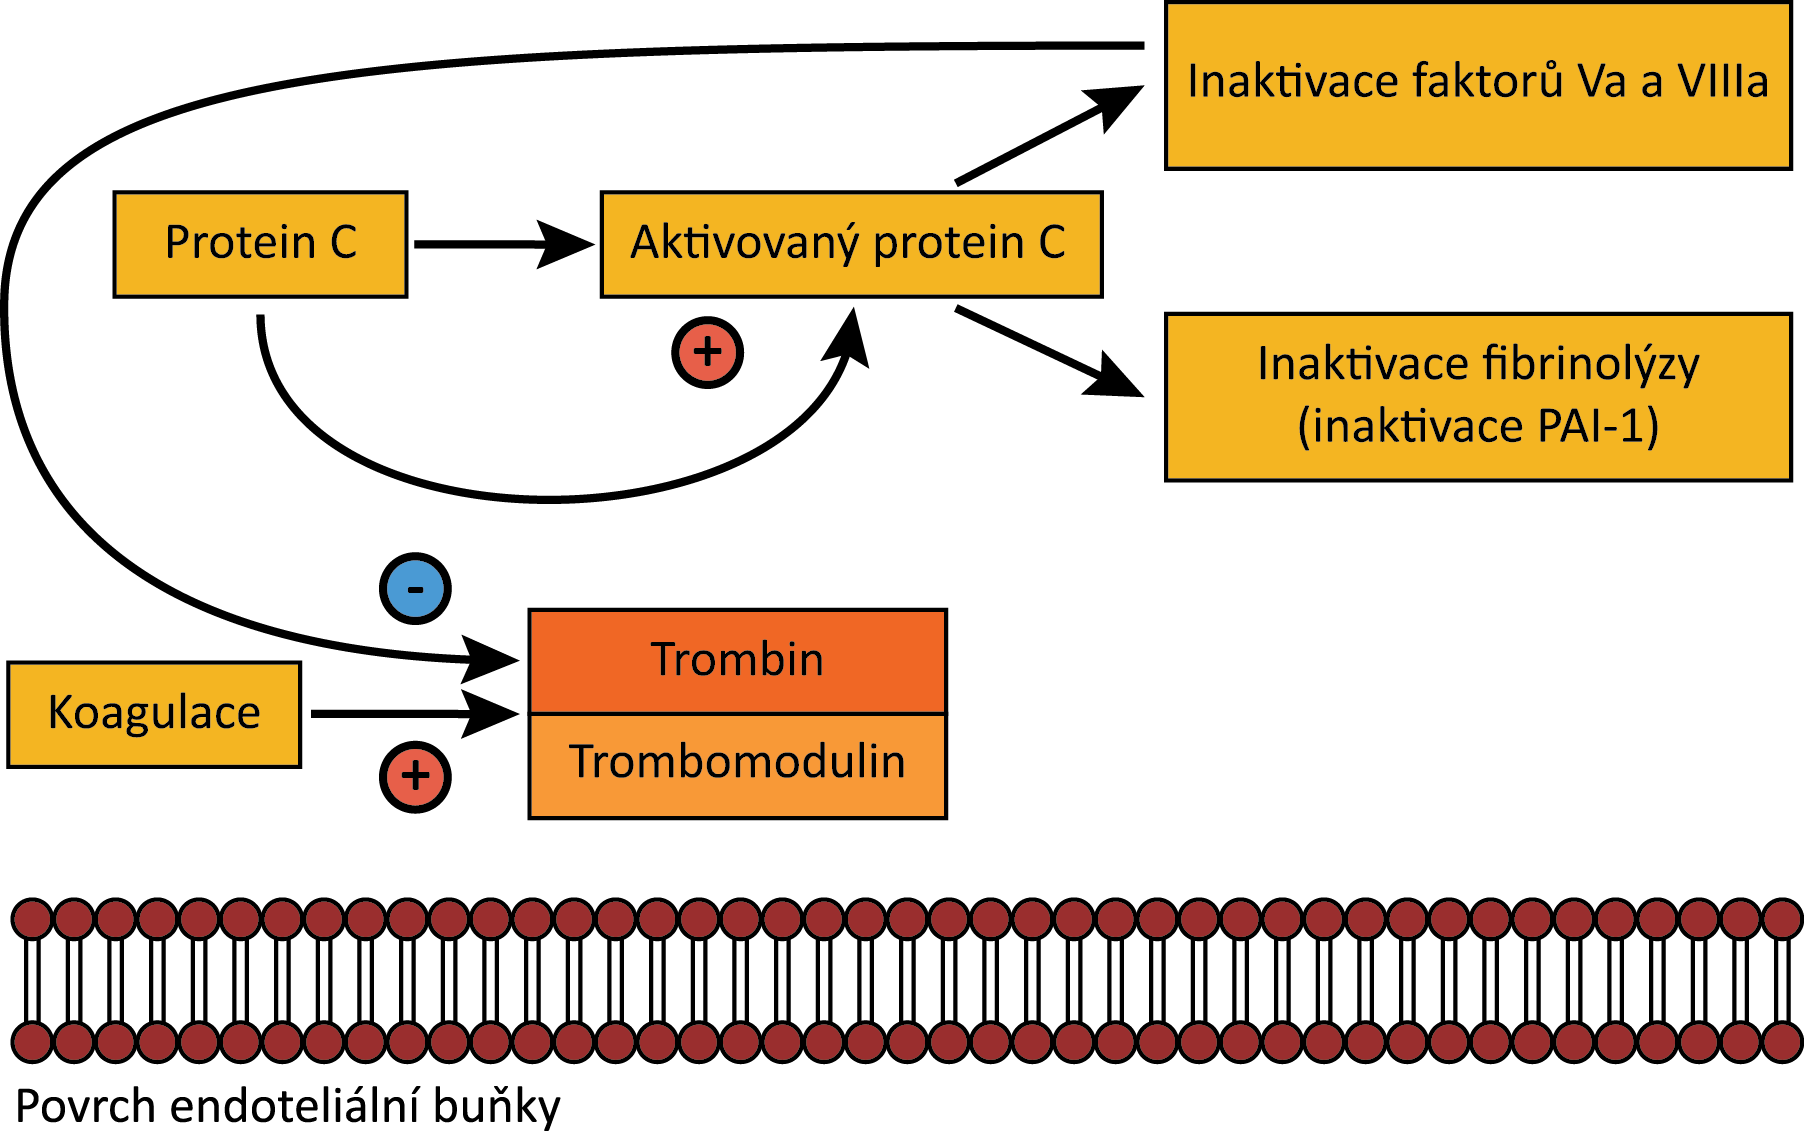 Inaktivace faktorů Va a VIIIa
Protein C
Aktivovaný protein C
+
Inaktivace fibrinolýzy
(inaktivace PAI-1)
-
Trombin
Koagulace
+
Trombomodulin
Povrch endoteliální buňky